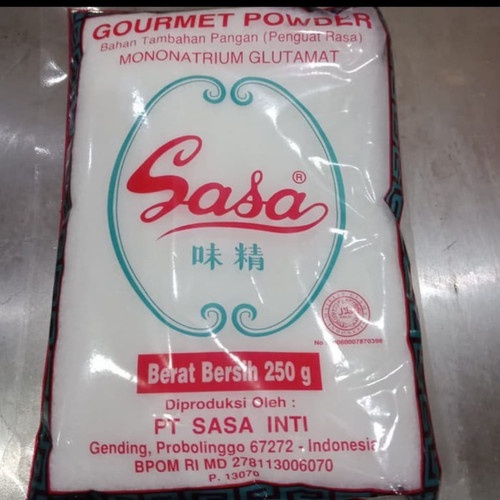 GOURMET POWDER
Bahan Tambahan Pangan (Penguat Rasa)
MONONATRIUM GLUTAMAT
Sasa ®
味精
حلال
Berat Bersih 250 g
Diproduksi Oleh :
PT SASA INTI
Gending, Probolinggo 67272 - Indonesia
BPOM RI MD 278113006070